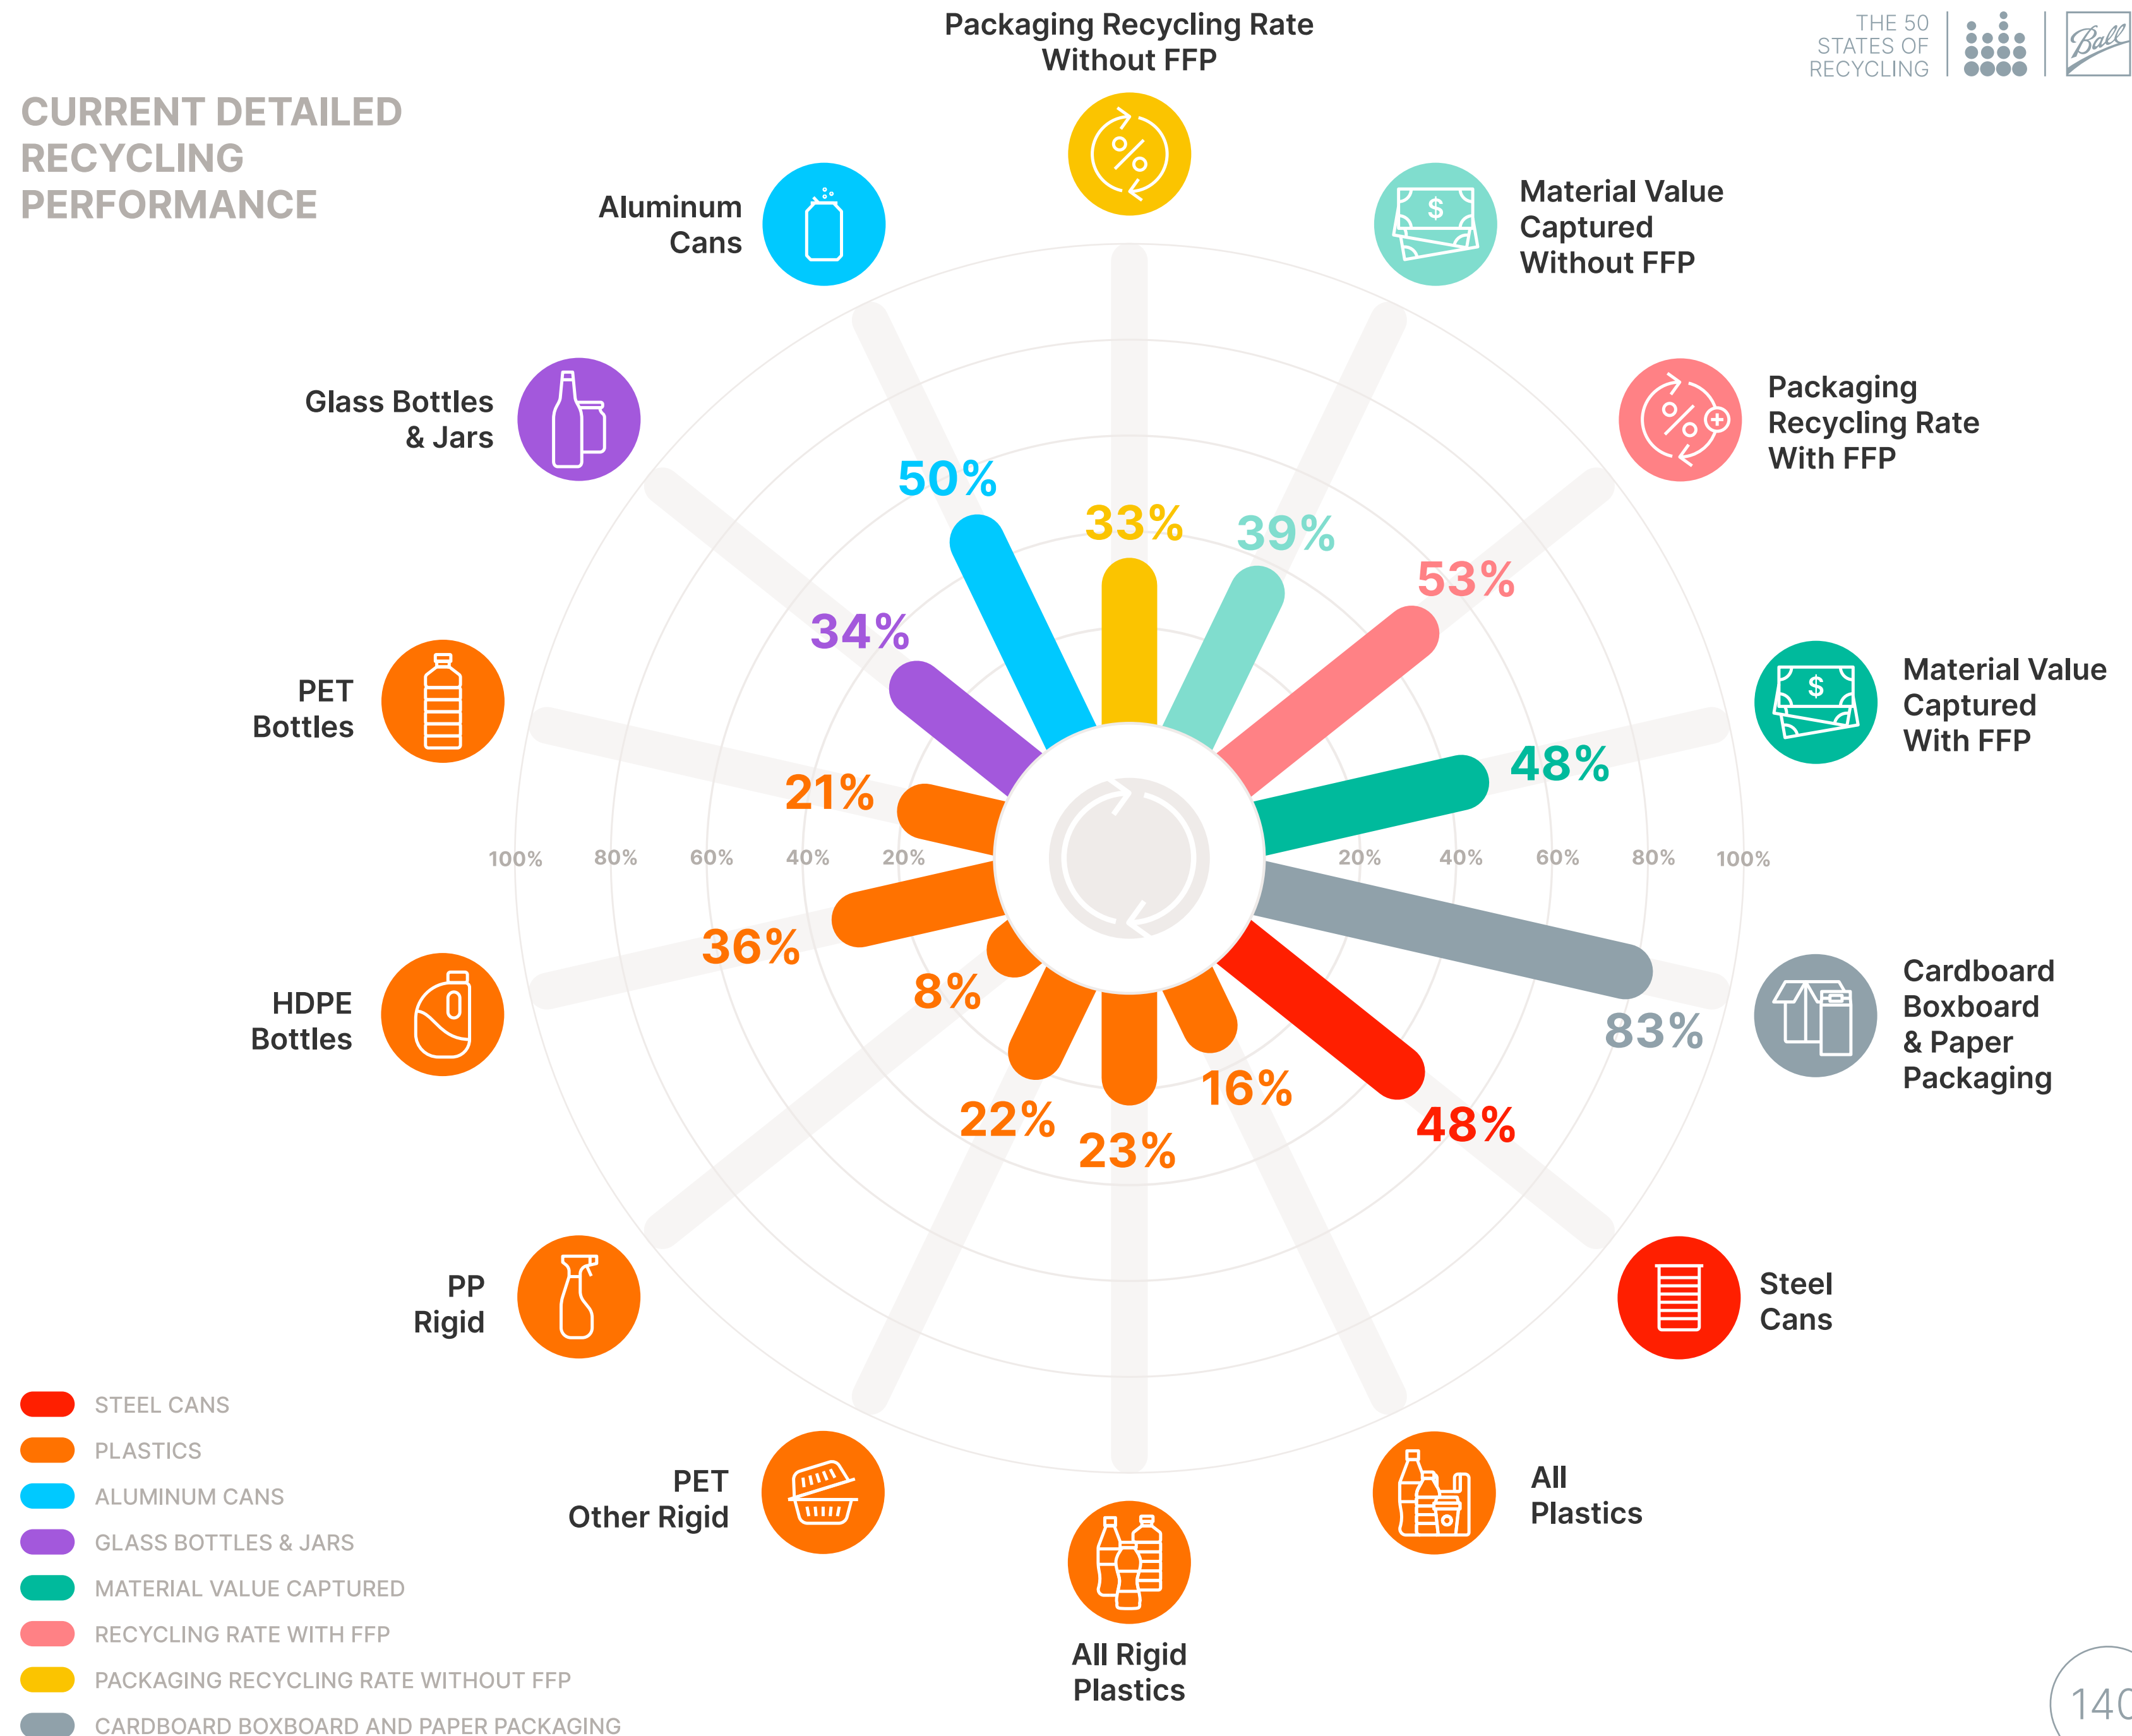 CURRENT DETAILED
RECYCLING
PERFORMANCE
THE 50
STATES OF
RECYCLING
Ball
Packaging Recycling Rate
Without FFP
33%
Material Value
Captured
Without FFP
$
39%
Packaging
Recycling Rate
With FFP
53%
Material Value
Captured
With FFP
$
48%
Cardboard
Boxboard
& Paper
Packaging
83%
Steel
Cans
48%
All
Plastics
16%
All Rigid
Plastics
23%
PET
Other Rigid
22%
PP
Rigid
8%
HDPE
Bottles
36%
PET
Bottles
21%
Glass Bottles
& Jars
34%
Aluminum
Cans
50%
100% 80% 60% 40% 20% 20% 40% 60% 80% 100%
STEEL CANS
PLASTICS
ALUMINUM CANS
GLASS BOTTLES & JARS
MATERIAL VALUE CAPTURED
RECYCLING RATE WITH FFP
PACKAGING RECYCLING RATE WITHOUT FFP
CARDBOARD BOXBOARD AND PAPER PACKAGING
140